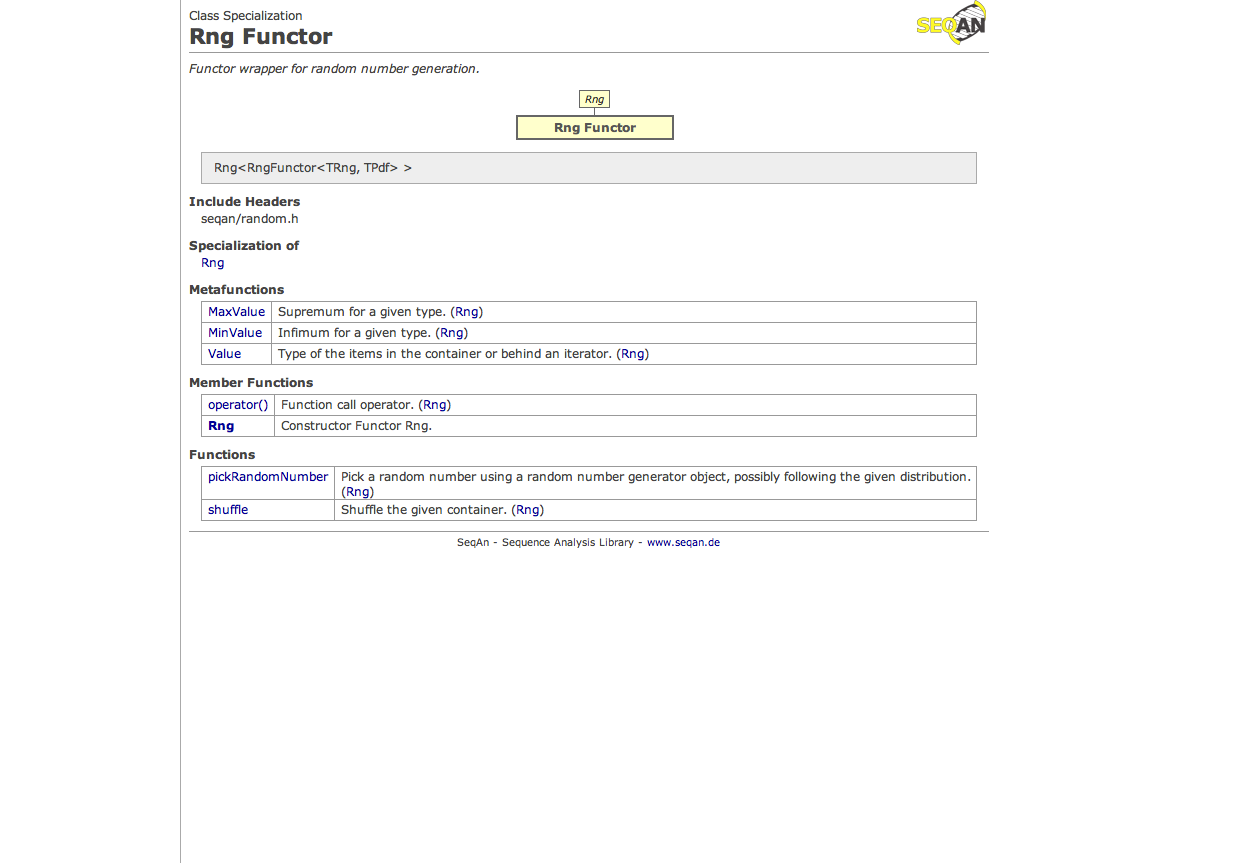 Class Specialization
Rng Functor
SEQAN
Functor wrapper for random number generation.
Rng
Rng Functor
Rng<RngFunctor<TRng, TPdf> >
Include Headers
seqan/random.h
Specialization of
Rng
Metafunctions
MaxValue Supremum for a given type. (Rng)
MinValue Infimum for a given type. (Rng)
Value Type of the items in the container or behind an iterator. (Rng)
Member Functions
operator() Function call operator. (Rng)
Rng Constructor Functor Rng.
Functions
pickRandomNumber Pick a random number using a random number generator object, possibly following the given distribution.
(Rng)
shuffle Shuffle the given container. (Rng)
SeqAn - Sequence Analysis Library - www.seqan.de